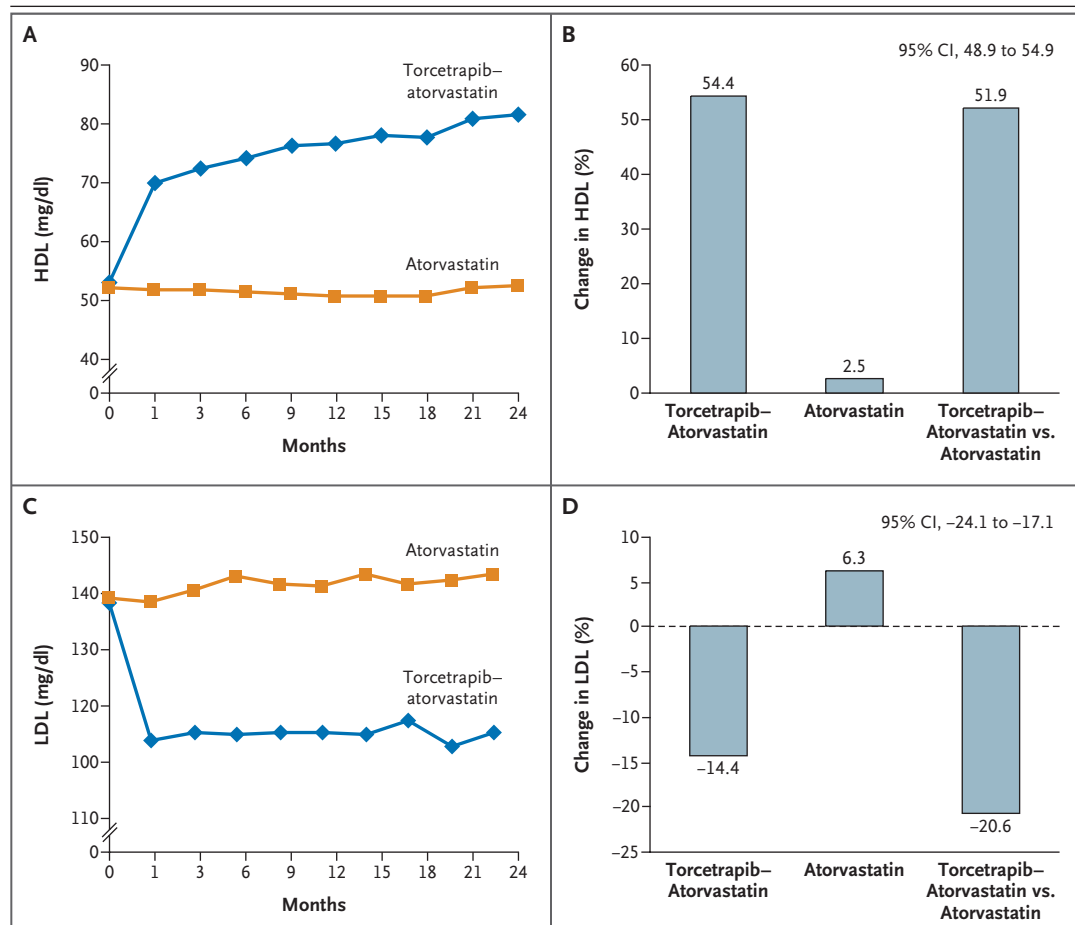 A
90
80
70
60
50
40
0
HDL (mg/dl)
Torcetrapib–
atorvastatin
Atorvastatin
0 1 3 6 9 12 15 18 21 24
Months
B
95% CI, 48.9 to 54.9
60
50
40
30
20
10
0
Change in HDL (%)
54.4
2.5
51.9
Torcetrapib–
Atorvastatin
Atorvastatin
Torcetrapib–
Atorvastatin vs.
Atorvastatin
C
150
140
130
120
100
110
0
LDL (mg/dl)
Atorvastatin
Torcetrapib–
atorvastatin
0 1 3 6 9 12 15 18 21 24
Months
D
95% CI, –24.1 to –17.1
10
5
0
–5
–10
–15
–20
–25
Change in LDL (%)
–14.4
6.3
–20.6
Torcetrapib–
Atorvastatin
Atorvastatin
Torcetrapib–
Atorvastatin vs.
Atorvastatin